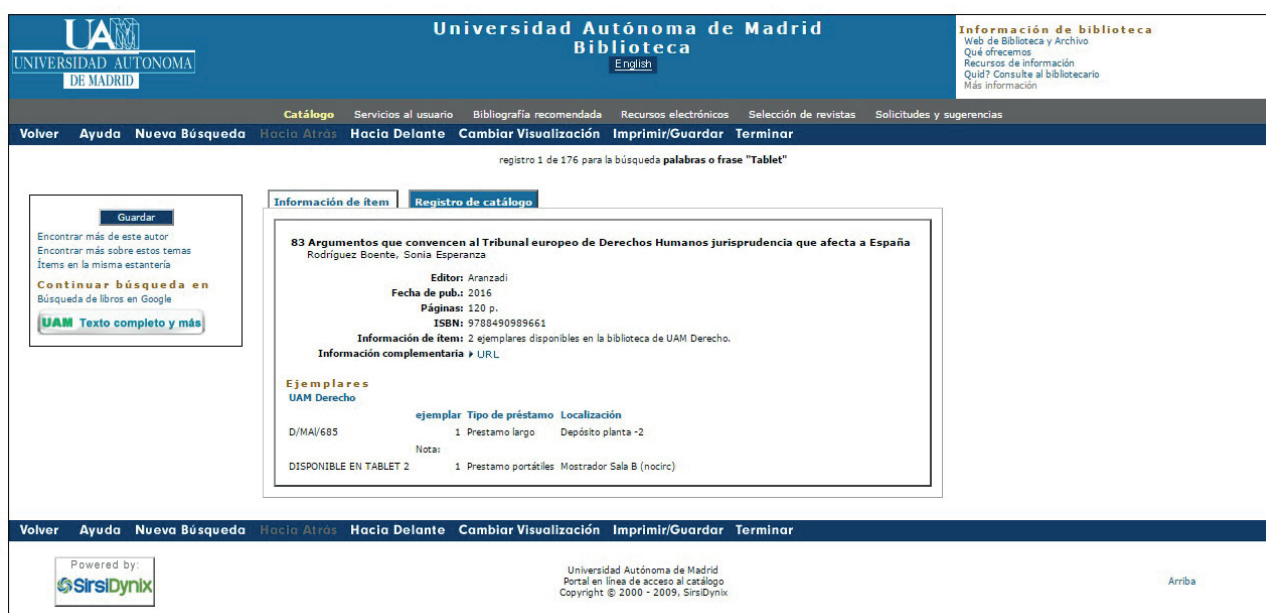 UAM
UNIVERSIDAD AUTONOMA
DE MADRID
Universidad Autónoma de Madrid
Biblioteca
English
Información de biblioteca
Web de Biblioteca y Archivo
Qué ofrecemos
Recursos de información
Quid? Consulte al bibliotecario
Más información
Catálogo Servicios al usuario Bibliografía recomendada Recursos electrónicos Selección de revistas Solicitudes y sugerencias
Volver Ayuda Nueva Búsqueda Hacia Atrás Hacia Delante Cambiar Visualización Imprimir/Guardar Terminar
registro 1 de 176 para la búsqueda palabras o frase "Tablet"
Guardar
Encontrar más de este autor
Encontrar más sobre estos temas
Ítems en la misma estantería
Continuar búsqueda en
Búsqueda de libros en Google
UAM Texto completo y más
Información de ítem Registro de catálogo
83 Argumentos que convencen al Tribunal europeo de Derechos Humanos jurisprudencia que afecta a España
Rodríguez Boente, Sonia Esperanza
Editor: Aranzadi
Fecha de pub.: 2016
Páginas: 120 p.
ISBN: 9788490989661
Información de ítem: 2 ejemplares disponibles en la biblioteca de UAM Derecho.
Información complementaria URL
Ejemplares
UAM Derecho
ejemplar Tipo de préstamo Localización
D/MAI/685 1 Prestamo largo Depósito planta -2
Nota:
DISPONIBLE EN TABLET 2 1 Prestamo portátiles Mostrador Sala B (nocirc)
Volver Ayuda Nueva Búsqueda Hacia Atrás Hacia Delante Cambiar Visualización Imprimir/Guardar Terminar
Powered by:
SirsiDynix
Universidad Autónoma de Madrid
Portal en línea de acceso al catálogo
Copyright © 2000 - 2009, SirsiDynix
Arriba